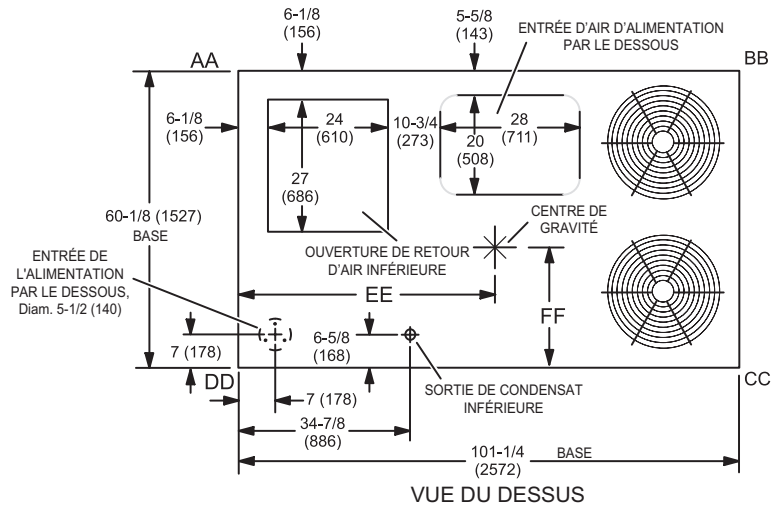 6-1/8
(156)
5-5/8
(143)
ENTRÉE D'AIR D'ALIMENTATION
PAR LE DESSOUS
AA
BB
6-1/8
(156)
24
(610)
10-3/4
(273)
28
(711)
20
(508)
27
(686)
60-1/8 (1527)
BASE
CENTRE DE
GRAVITÉ
OUVERTURE DE RETOUR
D'AIR INFÉRIEURE
ENTRÉE DE
L'ALIMENTATION
PAR LE DESSOUS,
Diam. 5-1/2 (140)
EE
FF
7 (178)
6-5/8
(168)
DD
CC
7 (178)
SORTIE DE CONDENSAT
INFÉRIEURE
34-7/8
(886)
101-1/4
(2572)
BASE
VUE DU DESSUS